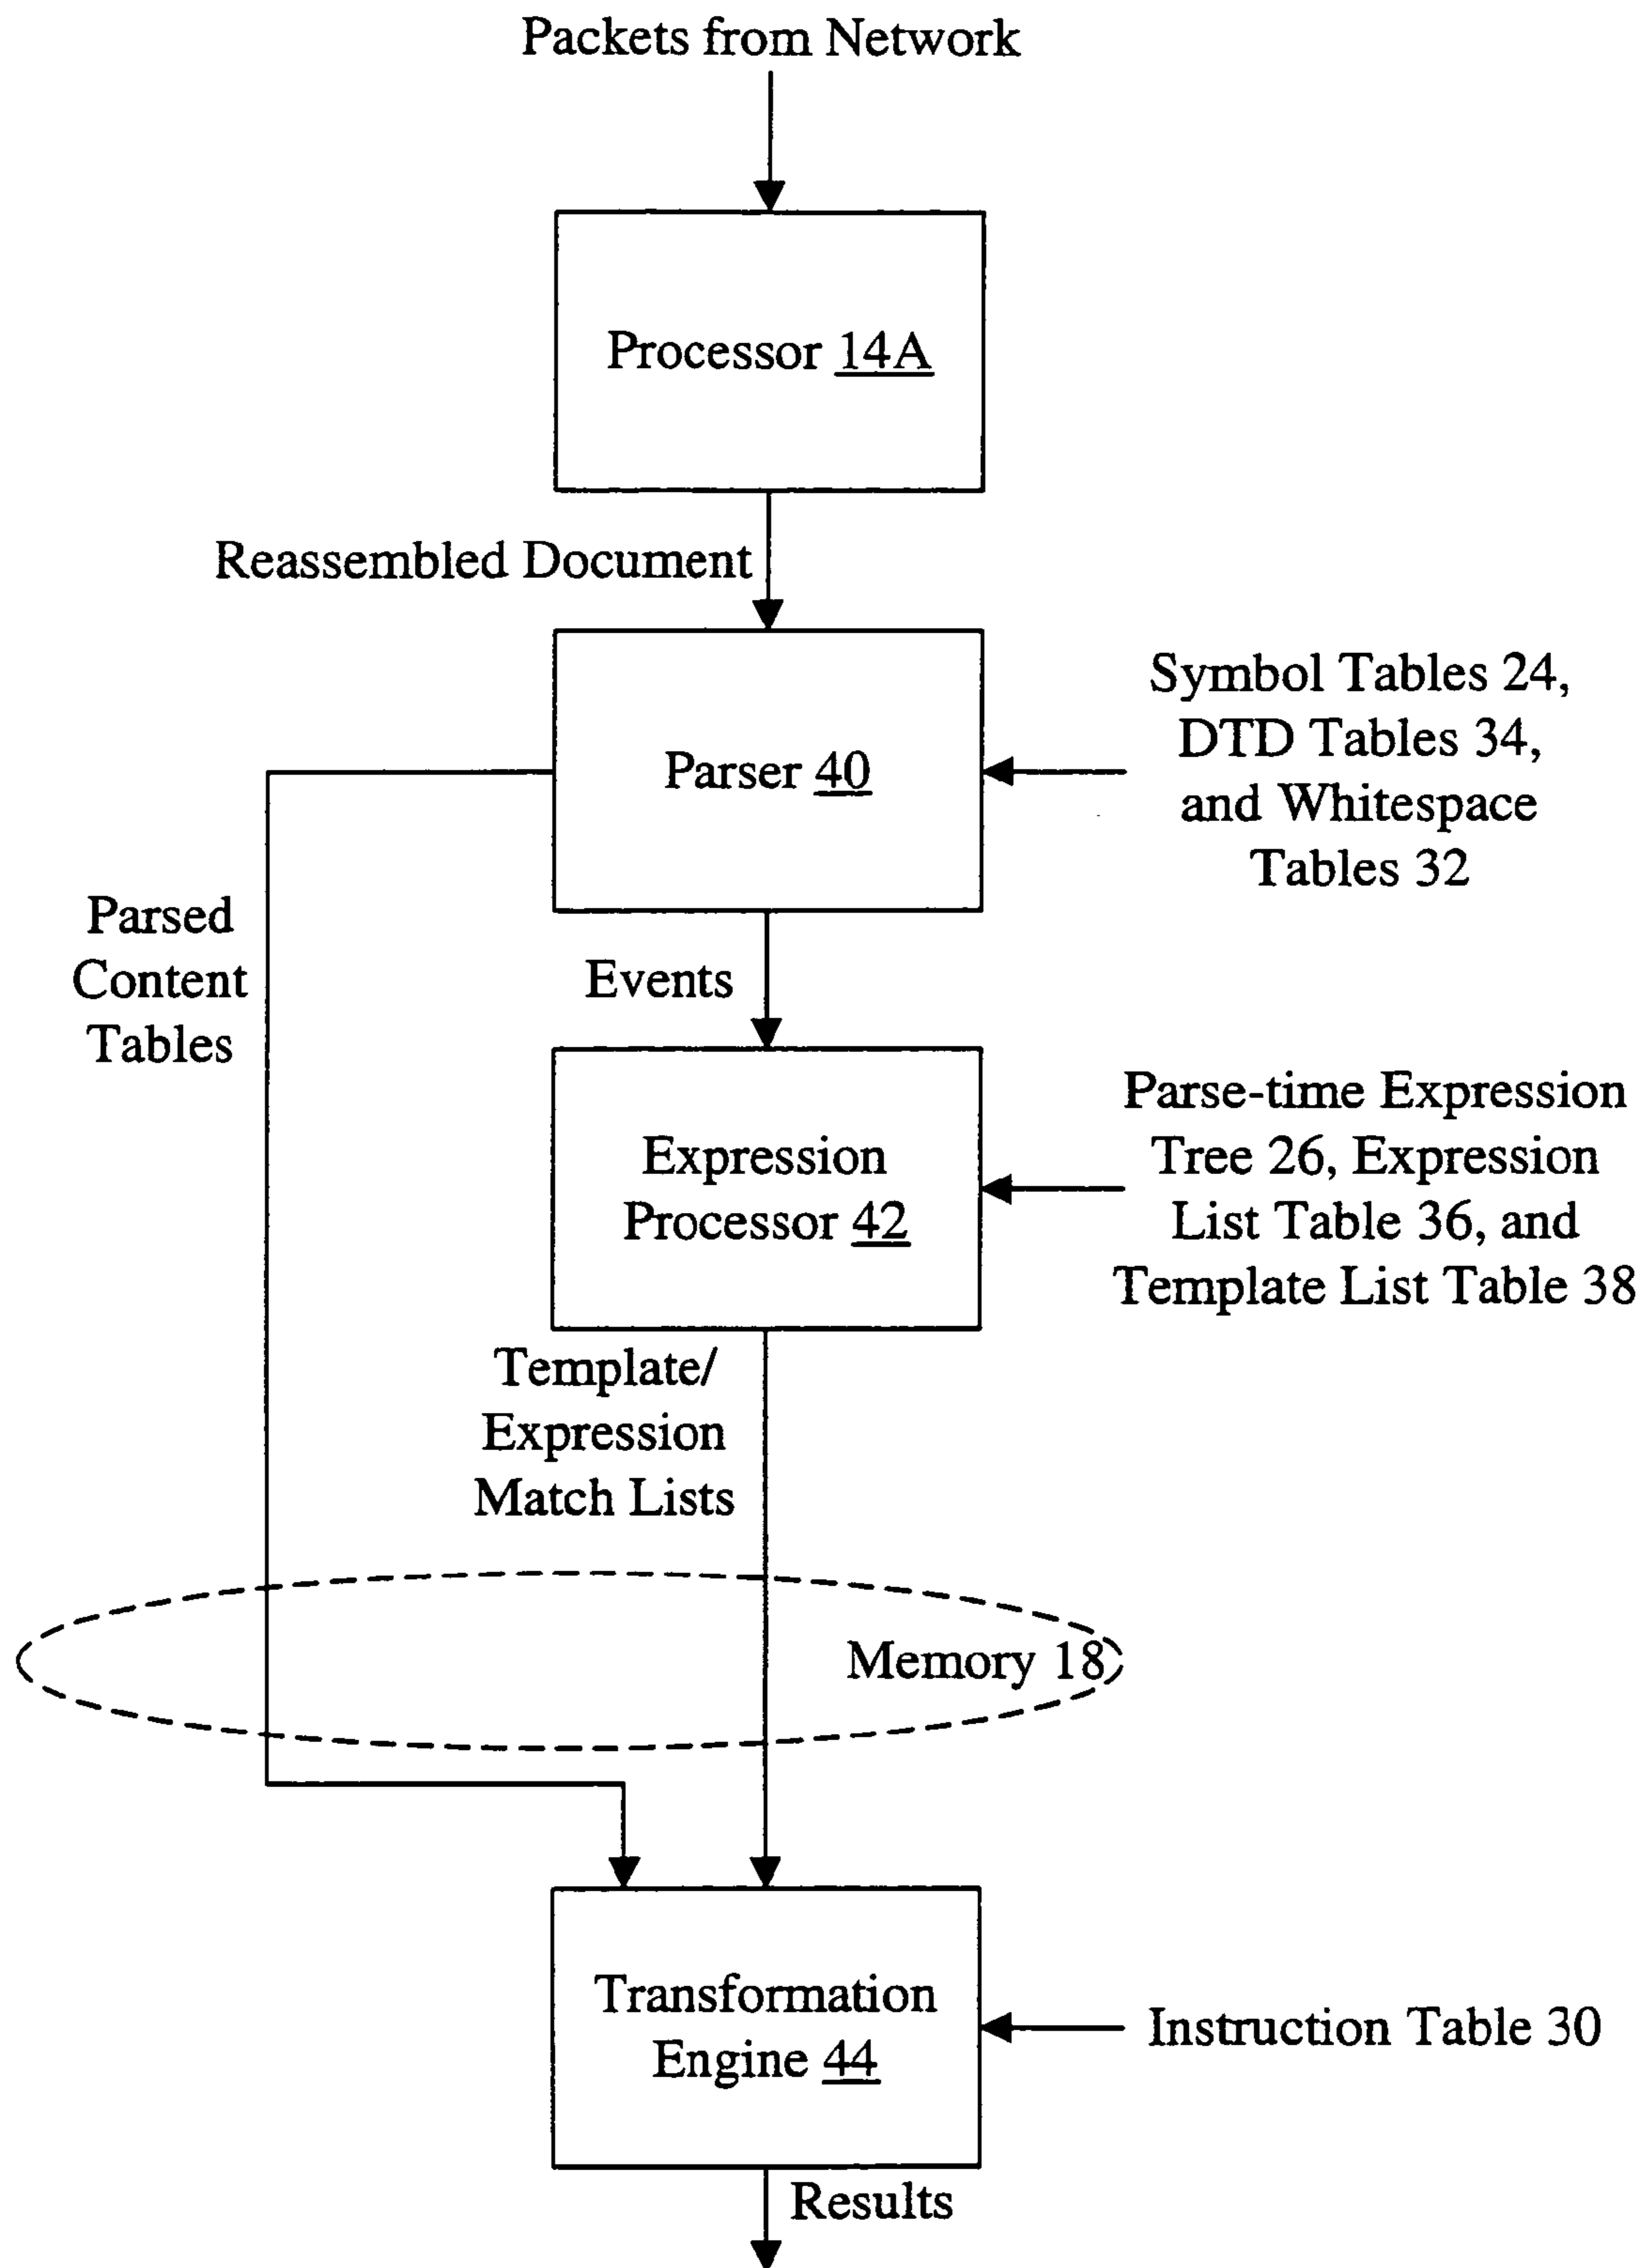 Packets from Network
Processor 14A
Reassembled Document
Symbol Tables 24,
DTD Tables 34,
and Whitespace
Tables 32
Parser 40
Parsed
Content
Tables
Events
Expression
Processor 42
Parse-time Expression
Tree 26, Expression
List Table 36, and
Template List Table 38
Template/
Expression
Match Lists
Memory 18
Transformation
Engine 44
Instruction Table 30
Results